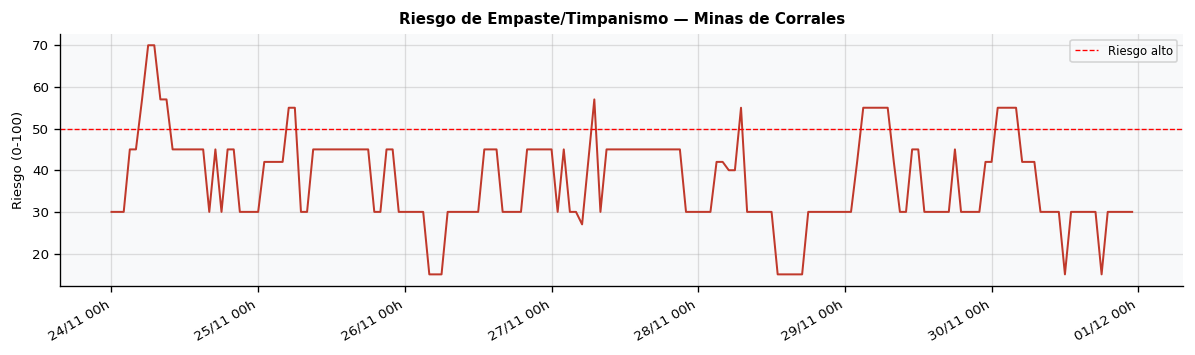 Riesgo de Empaste/Timpanismo — Minas de Corrales
Riesgo alto
Riesgo (0-100)
70
60
50
40
30
20
24/11 00h
25/11 00h
26/11 00h
27/11 00h
28/11 00h
29/11 00h
30/11 00h
01/12 00h